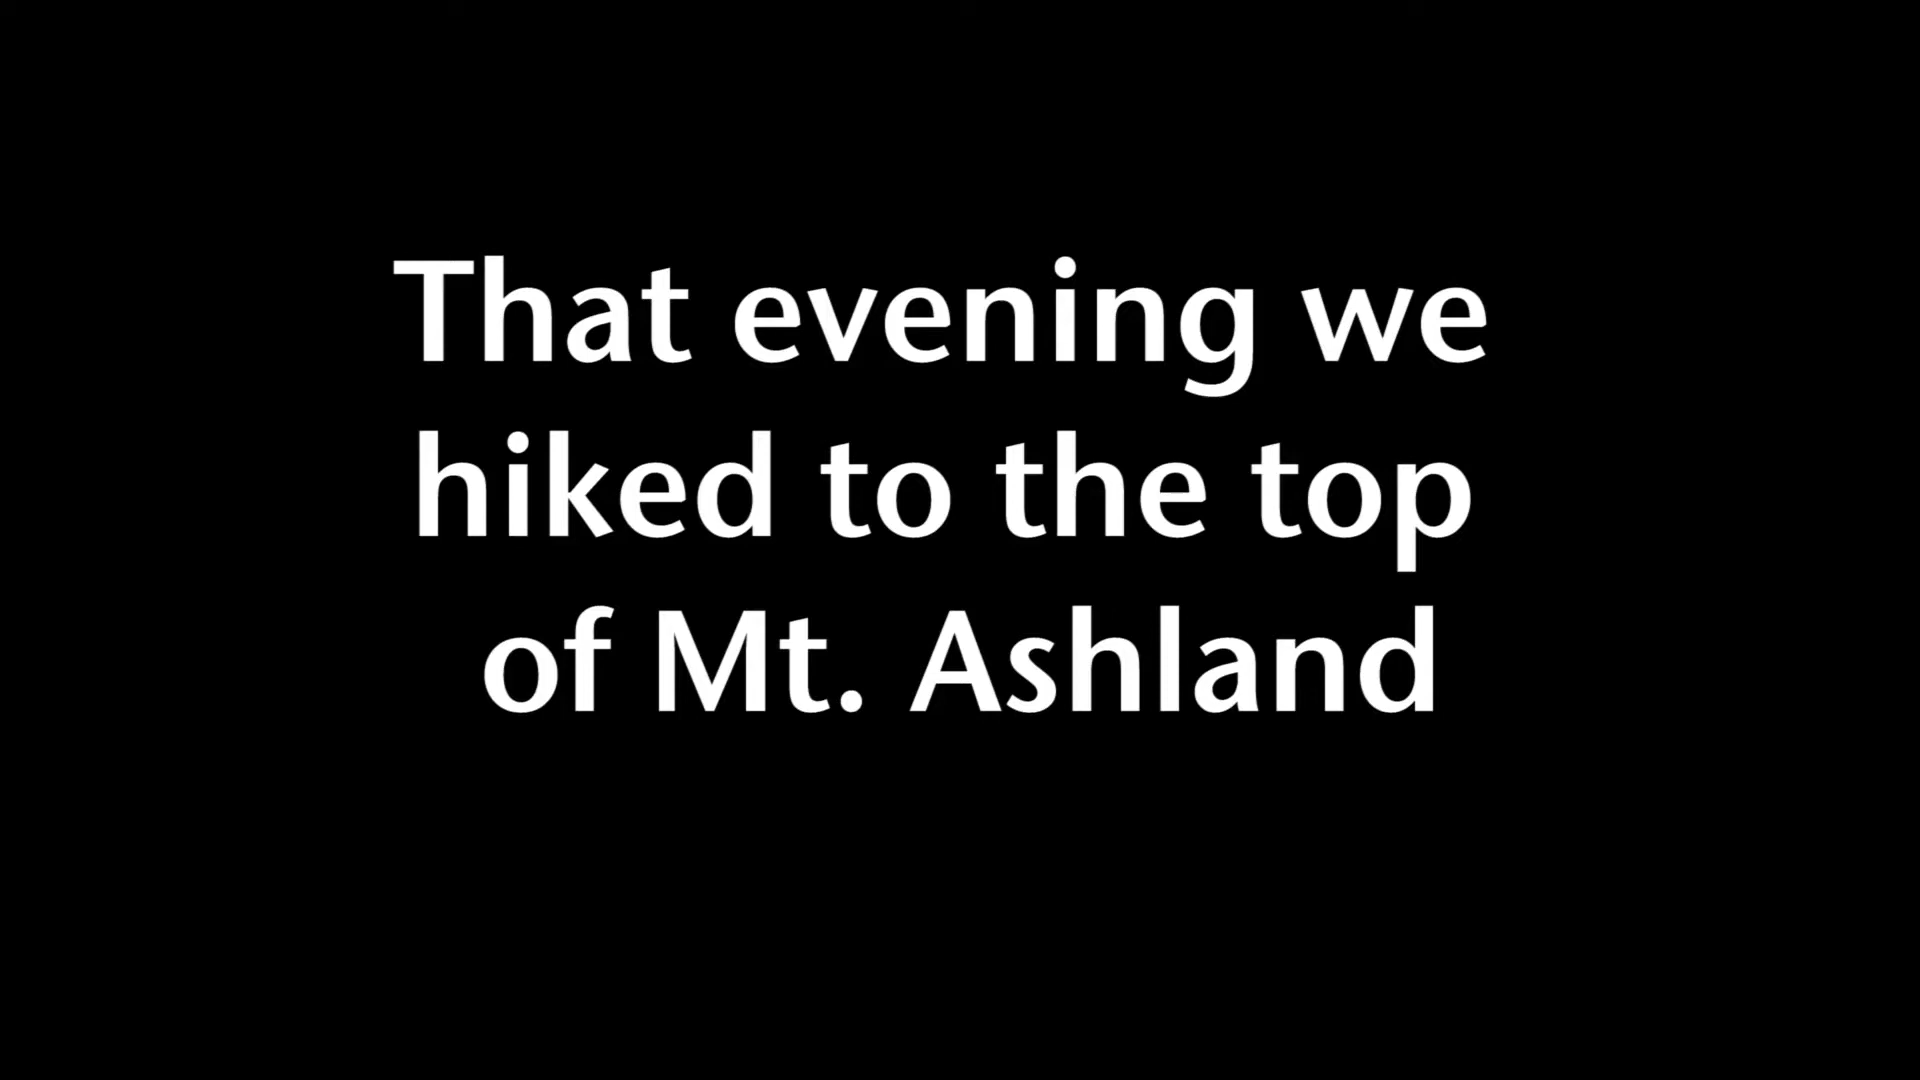 That evening we
hiked to the top
of Mt. Ashland